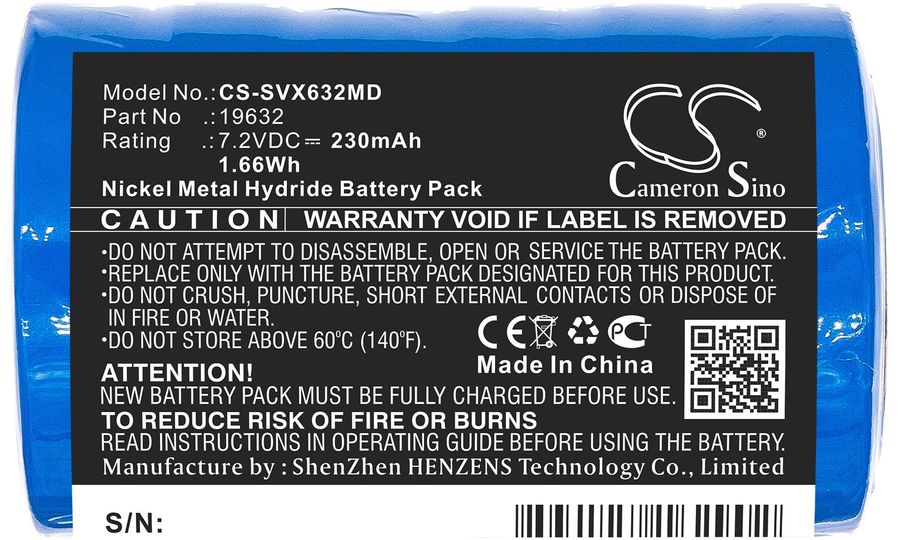 Model No.: CS-SVX632MD
Part No .: 19632
Rating .: 7.2VDC⎓ 230mAh
1.66Wh
Nickel Metal Hydride Battery Pack
CS
®
Cameron Sino
CAUTION| WARRANTY VOID IF LABEL IS REMOVED
•DO NOT ATTEMPT TO DISASSEMBLE, OPEN OR SERVICE THE BATTERY PACK.
•REPLACE ONLY WITH THE BATTERY PACK DESIGNATED FOR THIS PRODUCT.
•DO NOT CRUSH, PUNCTURE, SHORT EXTERNAL CONTACTS OR DISPOSE OF
IN FIRE OR WATER.
•DO NOT STORE ABOVE 60°C (140°F).
CE
PCT
Made In China
ATTENTION!
NEW BATTERY PACK MUST BE FULLY CHARGED BEFORE USE.
TO REDUCE RISK OF FIRE OR BURNS
READ INSTRUCTIONS IN OPERATING GUIDE BEFORE USING THE BATTERY.
Manufacture by : ShenZhen HENZENS Technology Co., Limited
S/N: